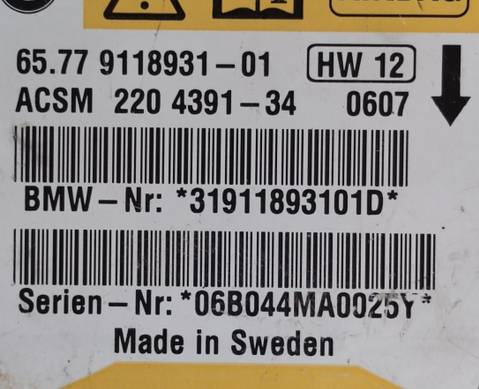 65.77 9118931-01 HW 12
ACSM 220 4391-34 0607
BMW-Nr: *31911893101D*
Serien-Nr: *06B044MA0025Y*
Made in Sweden